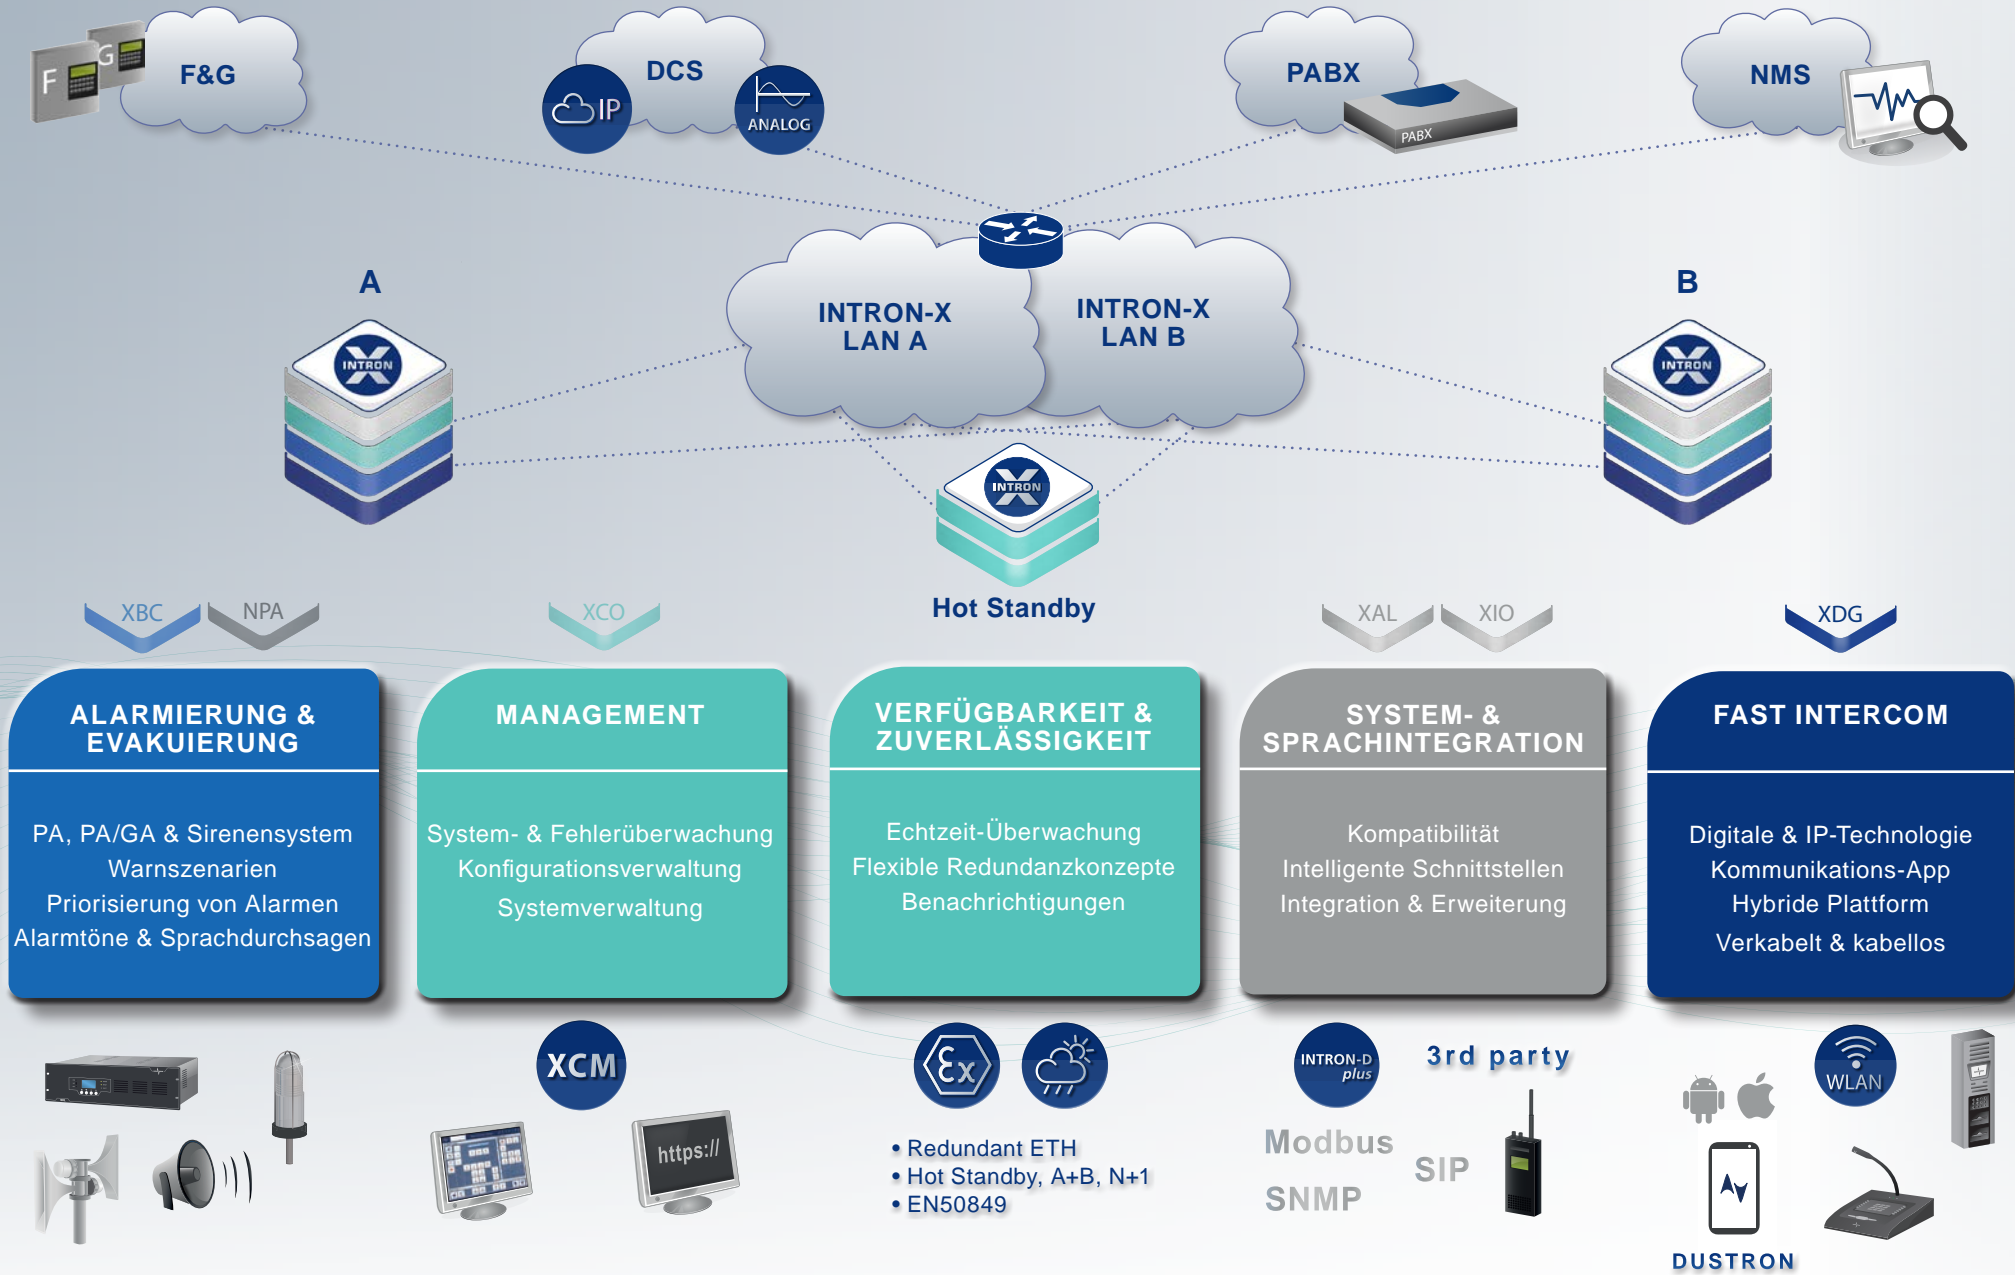 F
G
F&G
DCS
IP
ANALOG
PABX
PABX
NMS
A
INTRON
X
INTRON-X
LAN A
INTRON-X
LAN B
B
INTRON
X
INTRON
X
Hot Standby
XBC
NPA
XCO
XAL
XIO
XDG
ALARMIERUNG &
EVAKUIERUNG
PA, PA/GA & Sirenensystem
Warnszenarien
Priorisierung von Alarmen
Alarmtöne & Sprachdurchsagen
MANAGEMENT
System- & Fehlerüberwachung
Konfigurationsverwaltung
Systemverwaltung
VERFÜGBARKEIT &
ZUVERLÄSSIGKEIT
Echtzeit-Überwachung
Flexible Redundanzkonzepte
Benachrichtigungen
SYSTEM- &
SPRACHINTEGRATION
Kompatibilität
Intelligente Schnittstellen
Integration & Erweiterung
FAST INTERCOM
Digitale & IP-Technologie
Kommunikations-App
Hybride Plattform
Verkabelt & kabellos
XCM
https://
Ex
• Redundant ETH
• Hot Standby, A+B, N+1
• EN50849
INTRON-D
plus
3rd party
Modbus
SIP
SNMP
WLAN
DUSTRON